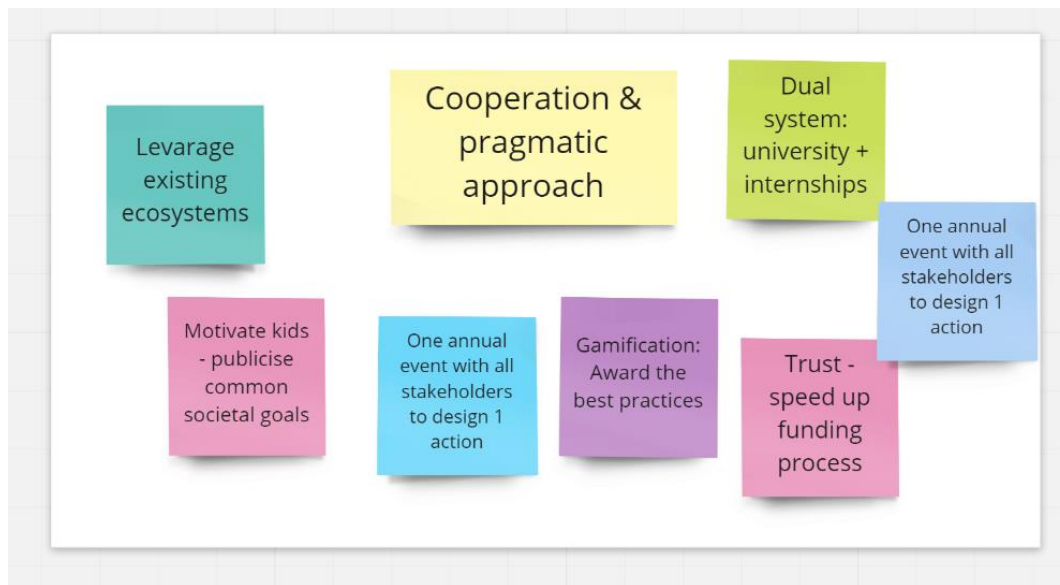 Levarage
existing
ecosystems
Cooperation &
pragmatic
approach
Dual
system:
university +
internships
One annual
event with all
stakeholders
to design 1
action
Motivate kids
- publicise
common
societal goals
One annual
event with all
stakeholders
to design 1
action
Gamification:
Award the
best practices
Trust -
speed up
funding
process